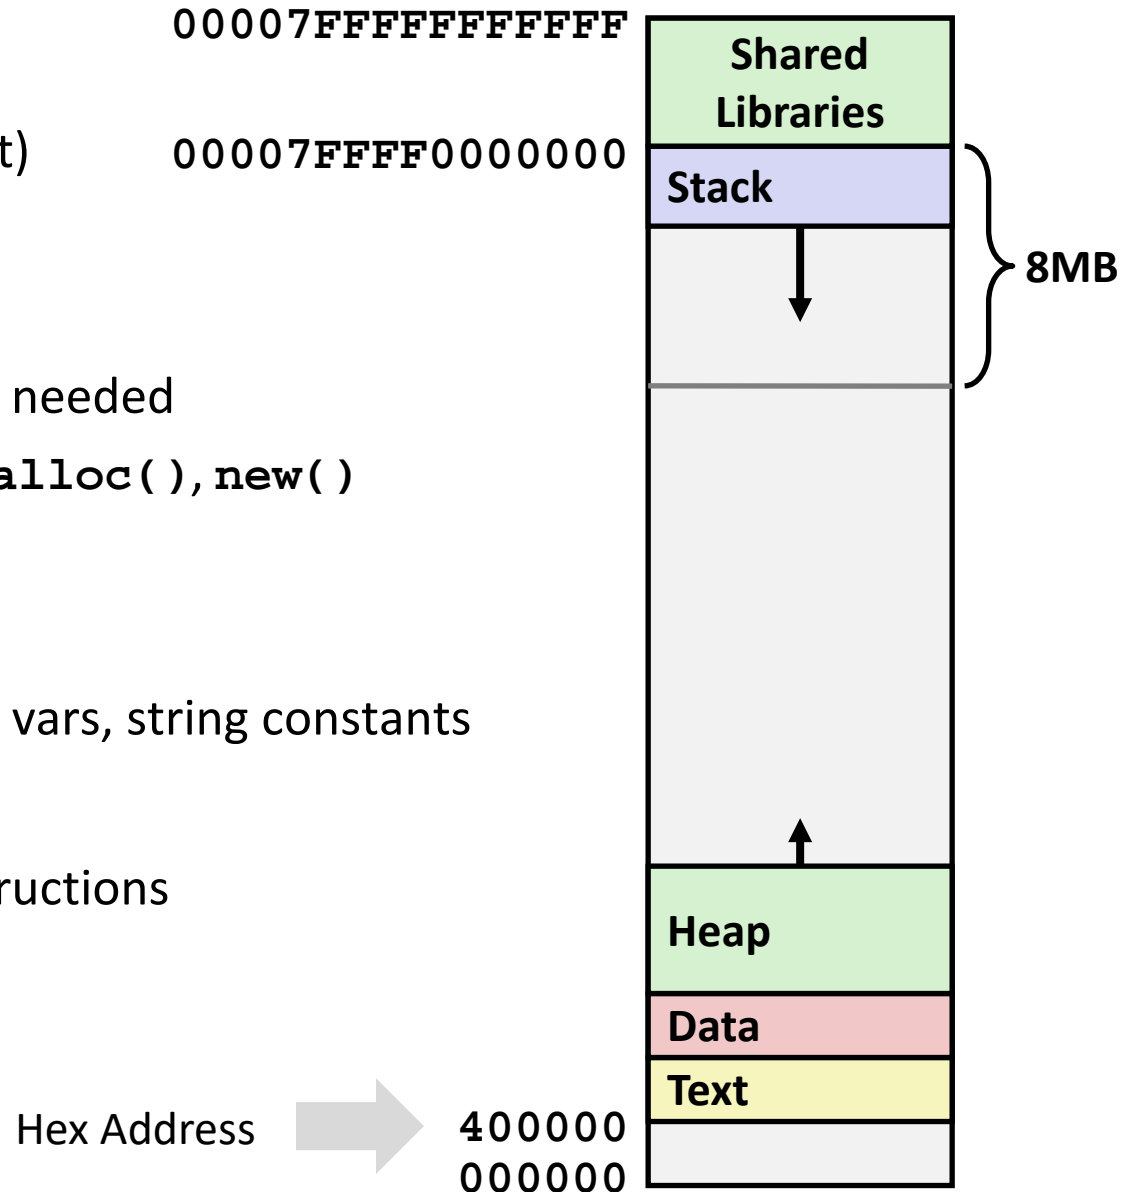 00007FFFFFFFFFFF
Shared
Libraries
t)
00007FFFF0000000
Stack
8MB
needed
alloc(), new()
vars, string constants
ructions
Heap
Data
Text
Hex Address
400000
000000